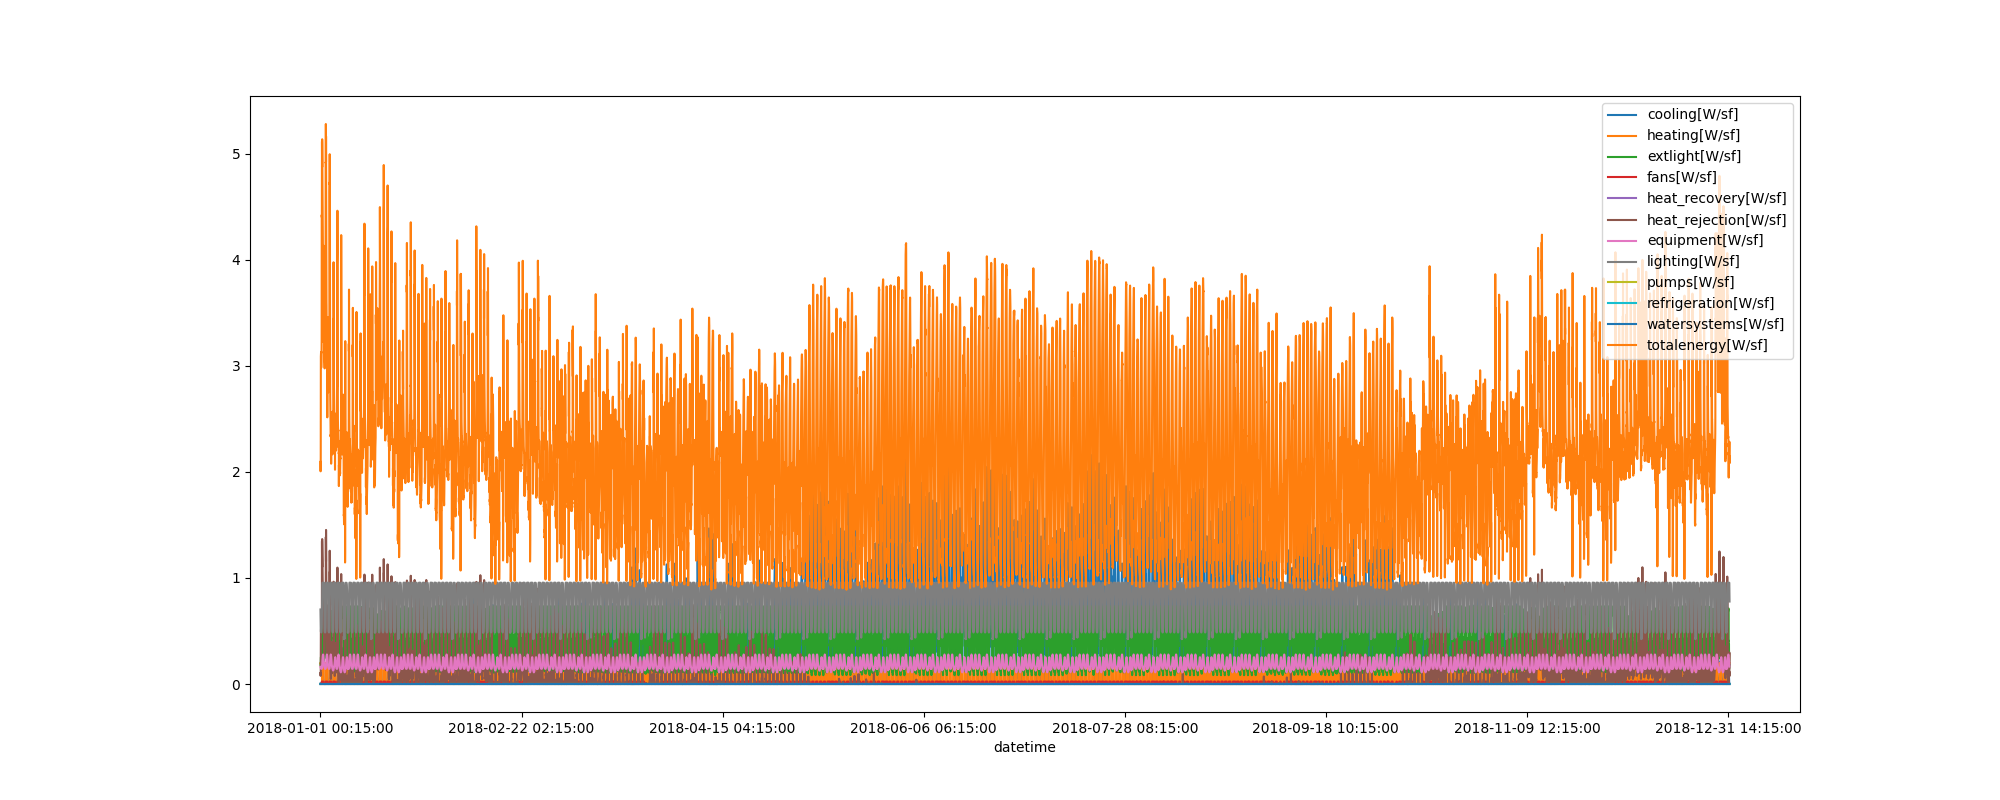 5
4
3
2
1
0
cooling[W/sf]
heating[W/sf]
extlight[W/sf]
fans[W/sf]
heat_recovery[W/sf]
heat_rejection[W/sf]
equipment[W/sf]
lighting[W/sf]
pumps[W/sf]
refrigeration[W/sf]
watersystems[W/sf]
totalenergy[W/sf]
2018-01-01 00:15:00 2018-02-22 02:15:00 2018-04-15 04:15:00 2018-06-06 06:15:00 2018-07-28 08:15:00 2018-09-18 10:15:00 2018-11-09 12:15:00 2018-12-31 14:15:00
datetime